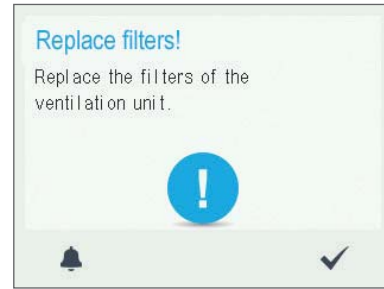 Replace filters!
Replace the filters of the
ventilation unit.
!